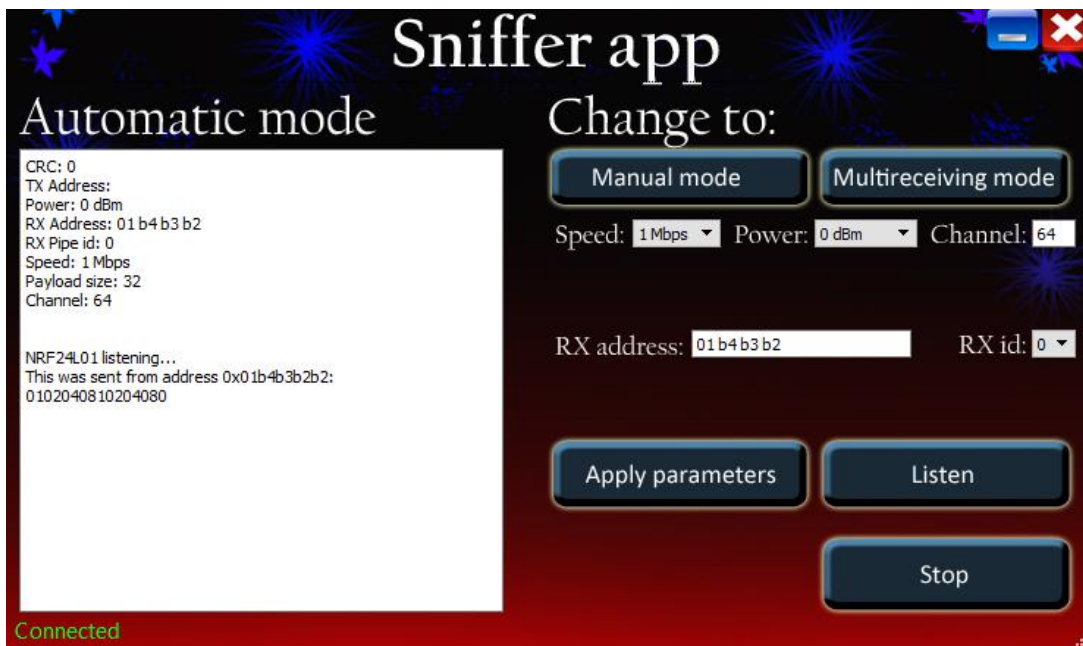 Sniffer app
Automatic mode
CRC: 0
TX Address:
Power: 0 dBm
RX Address: 01 b4 b3 b2
RX Pipe id: 0
Speed: 1 Mbps
Payload size: 32
Channel: 64
NRF24L01 listening...
This was sent from address 0x01b4b3b2b2:
0102040810204080
Connected
Change to:
Manual mode
Multireceiving mode
Speed: 1 Mbps Power: 0 dBm Channel: 64
RX address: 01 b4 b3 b2 RX id: 0
Apply parameters
Listen
Stop